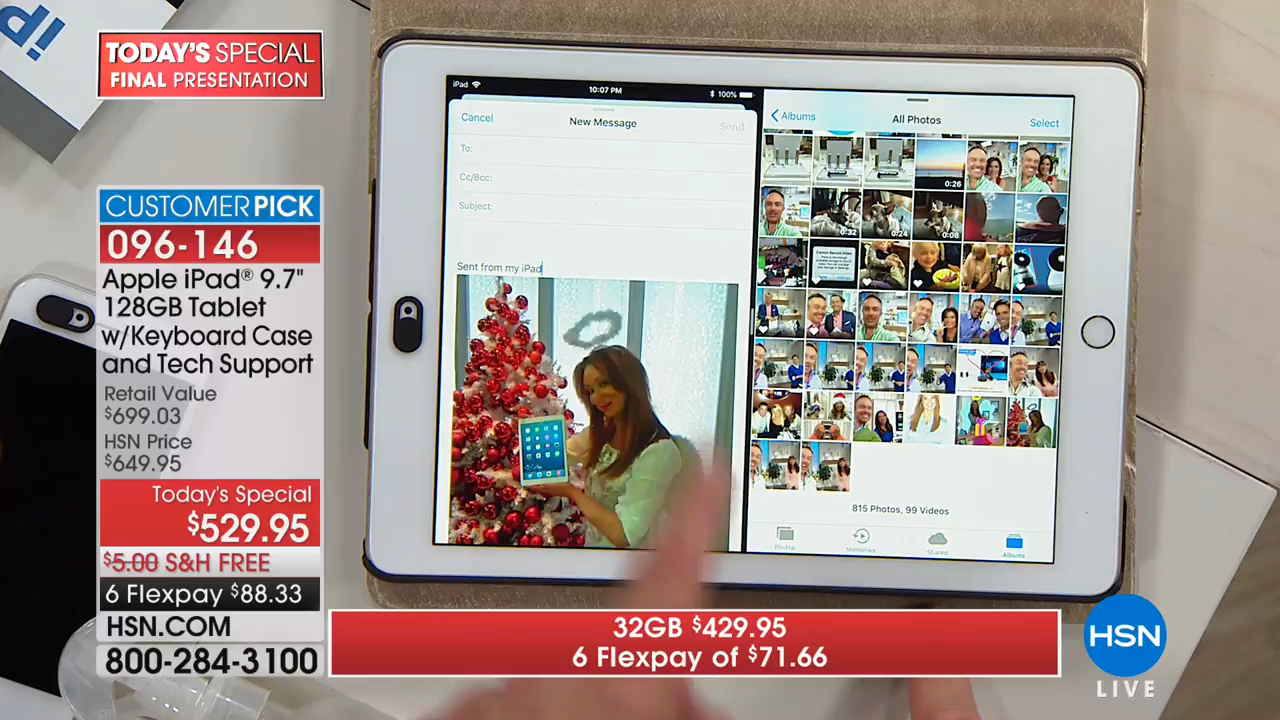 TODAY'S SPECIAL
FINAL PRESENTATION
CUSTOMER PICK
096-146
Apple iPad® 9.7"
128GB Tablet
w/Keyboard Case
and Tech Support
Retail Value
$699.03
HSN Price
$649.95
Today's Special
$529.95
$5.00 S&H FREE
6 Flexpay $88.33
HSN.COM
800-284-3100
iPad
10:07 PM
100%
Cancel
New Message
Send
To:
Cc/Bcc:
Subject:
Sent from my iPad
Albums
All Photos
Select
0:26
0:32
0:24
0:08
815 Photos, 99 Videos
Photos
Memories
Shared
Albums
32GB $429.95
6 Flexpay of $71.66
HSN
LIVE